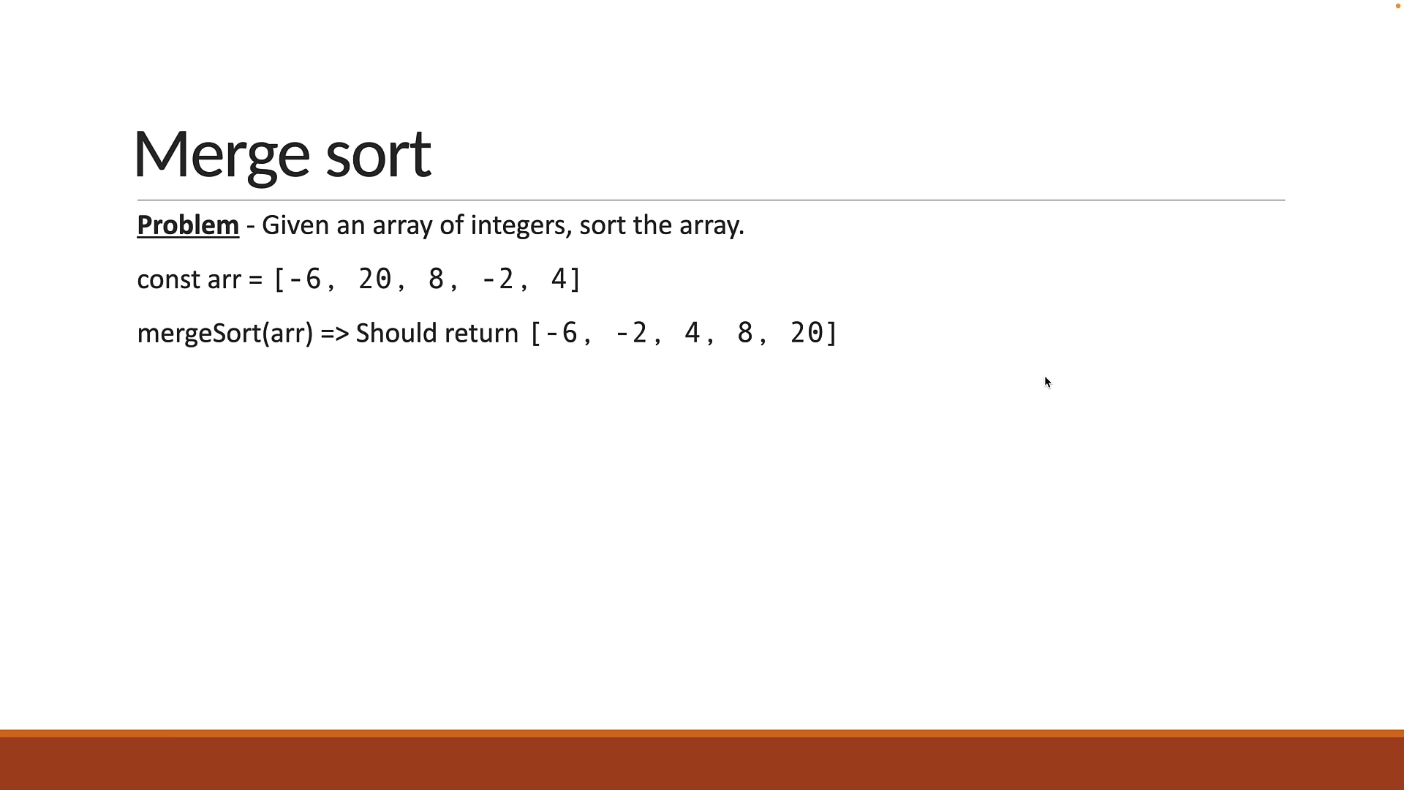 Merge sort
Problem - Given an array of integers, sort the array.
const arr = [-6, 20, 8, -2, 4]
mergeSort(arr) => Should return [-6, -2, 4, 8, 20]